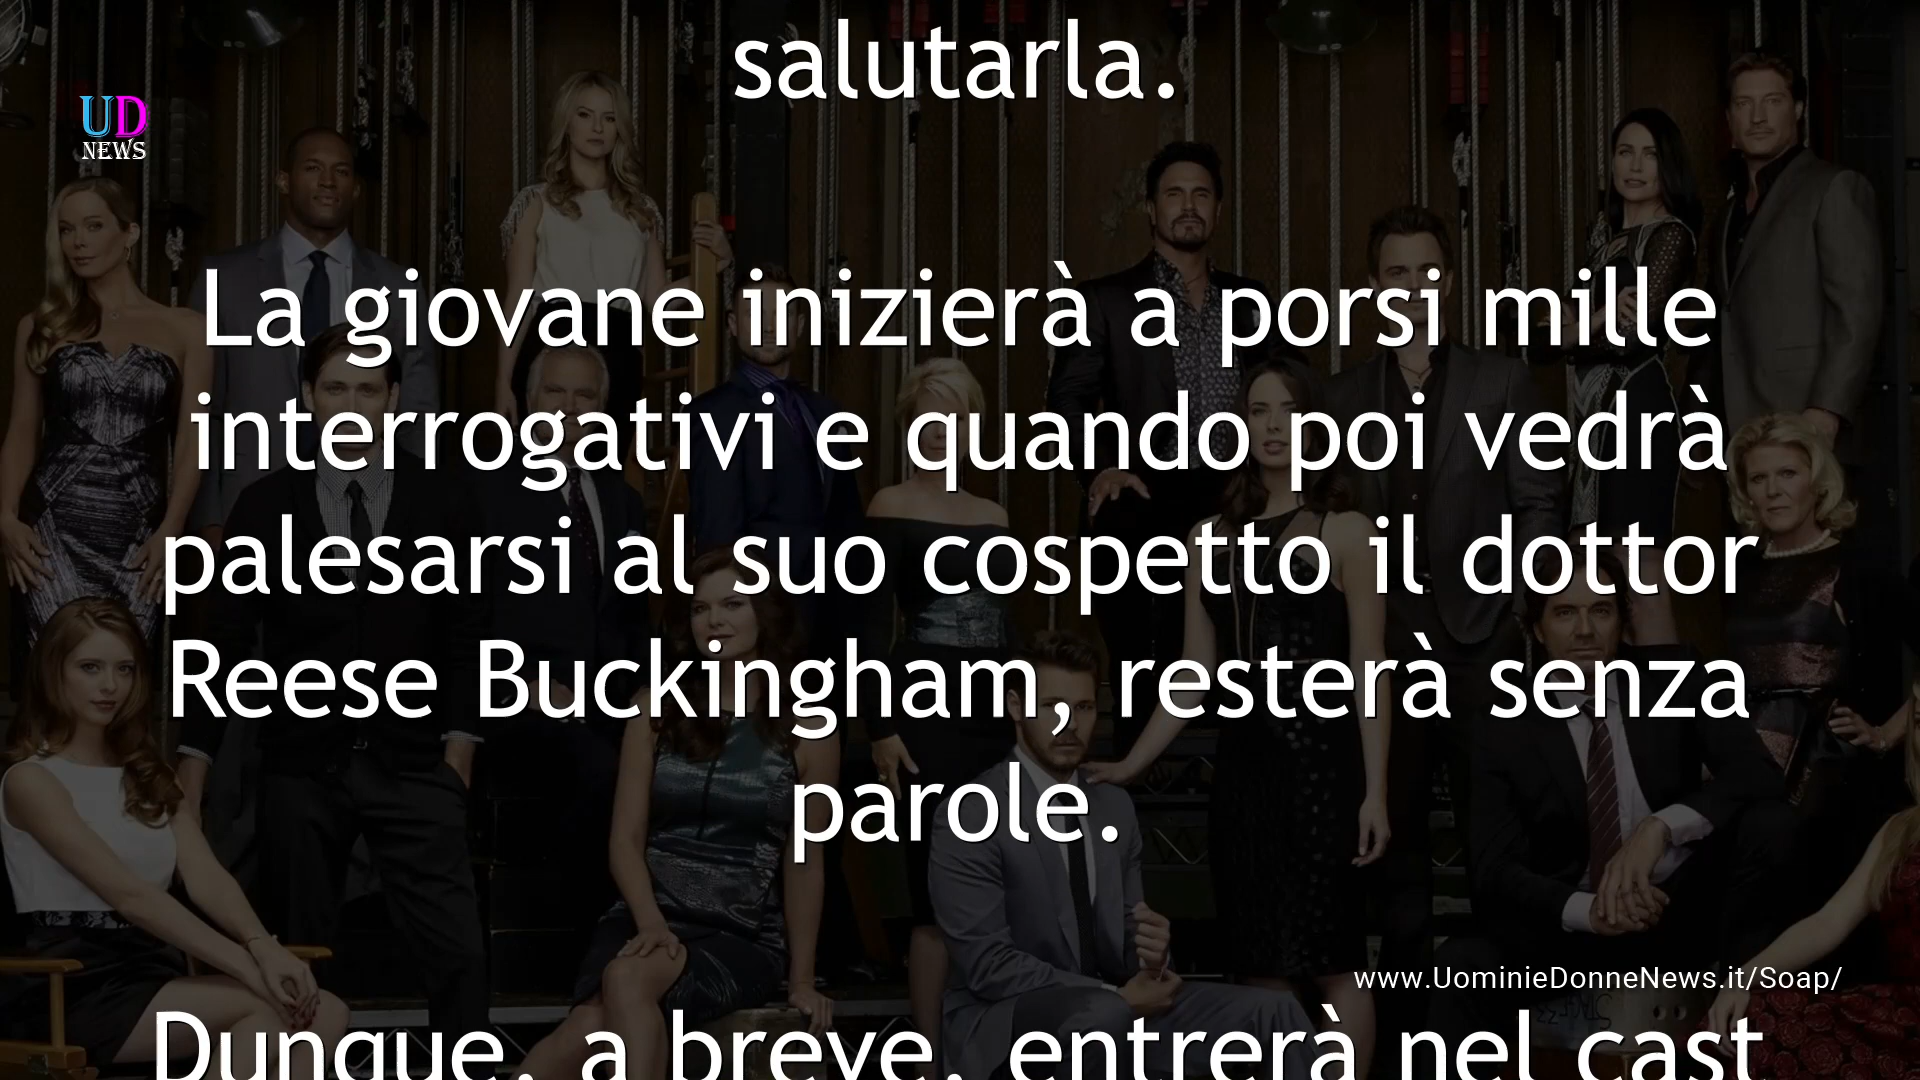 salutarla.
UD
NEWS
La giovane inizierà a porsi mille
interrogativi e quando poi vedrà
palesarsi al suo cospetto il dottor
Reese Buckingham, resterà senza
parole.
www.UominieDonneNews.it/Soap/
Dunque, a breve, entrerà nel cast